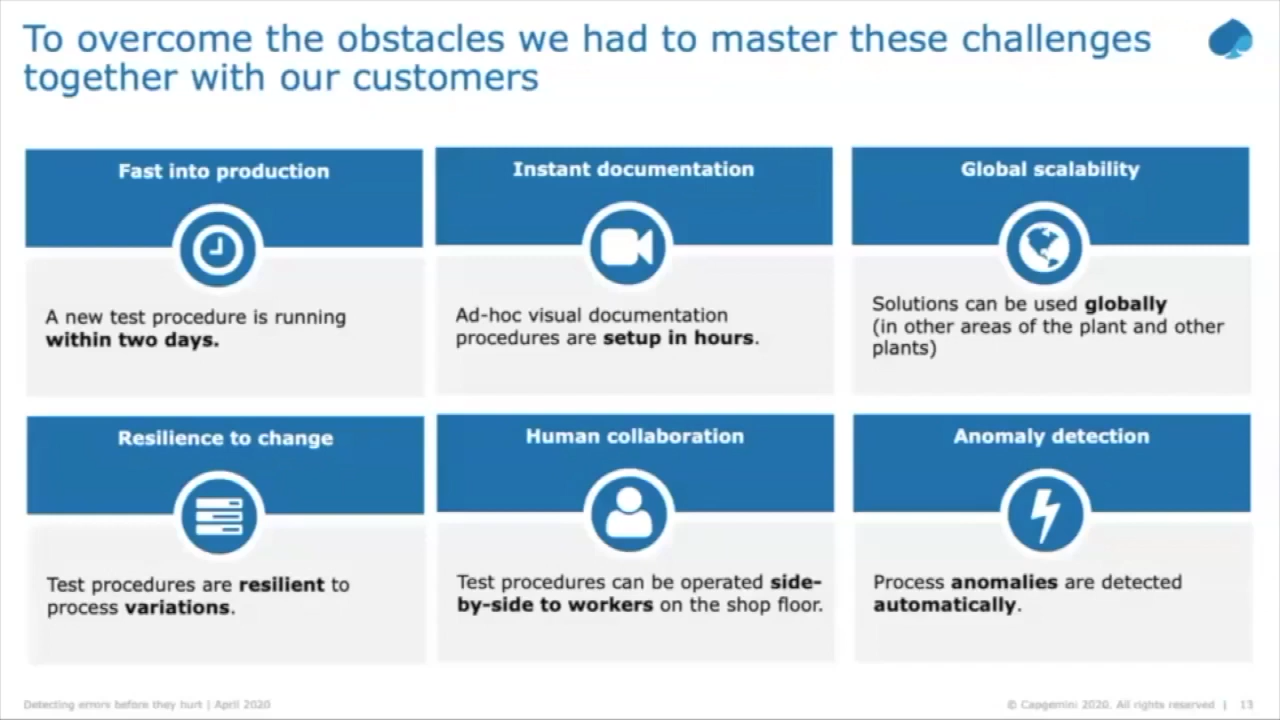 To overcome the obstacles we had to master these challenges
together with our customers
Fast into production
A new test procedure is running
within two days.
Instant documentation
Ad-hoc visual documentation
procedures are setup in hours.
Global scalability
Solutions can be used globally
(in other areas of the plant and other
plants)
Resilience to change
Test procedures are resilient to
process variations.
Human collaboration
Test procedures can be operated side-
by-side to workers on the shop floor.
Anomaly detection
Process anomalies are detected
automatically.
Detecting errors before they hurt | April 2020
© Capgemini 2020. All rights reserved | 13